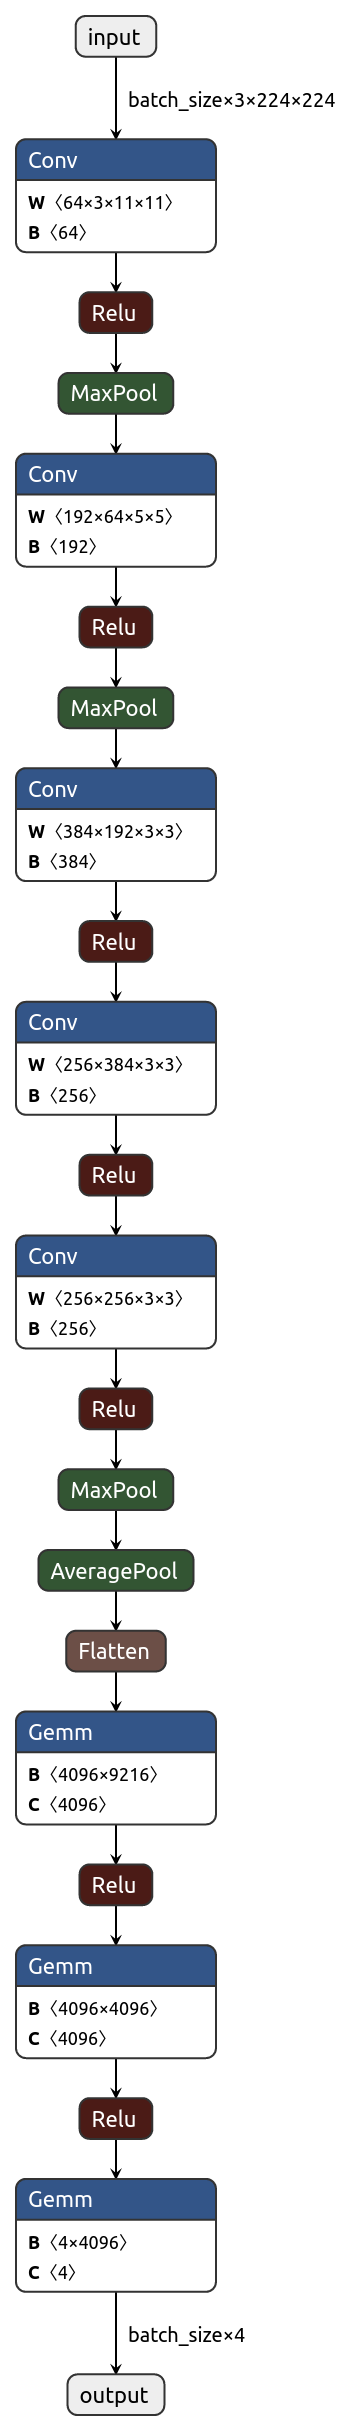 input
batch_size×3×224×224
Conv
W〈64×3×11×11〉
B〈64〉
Relu
MaxPool
Conv
W〈192×64×5×5〉
B〈192〉
Relu
MaxPool
Conv
W〈384×192×3×3〉
B〈384〉
Relu
Conv
W〈256×384×3×3〉
B〈256〉
Relu
Conv
W〈256×256×3×3〉
B〈256〉
Relu
MaxPool
AveragePool
Flatten
Gemm
B〈4096×9216〉
C〈4096〉
Relu
Gemm
B〈4096×4096〉
C〈4096〉
Relu
Gemm
B〈4×4096〉
C〈4〉
batch_size×4
output